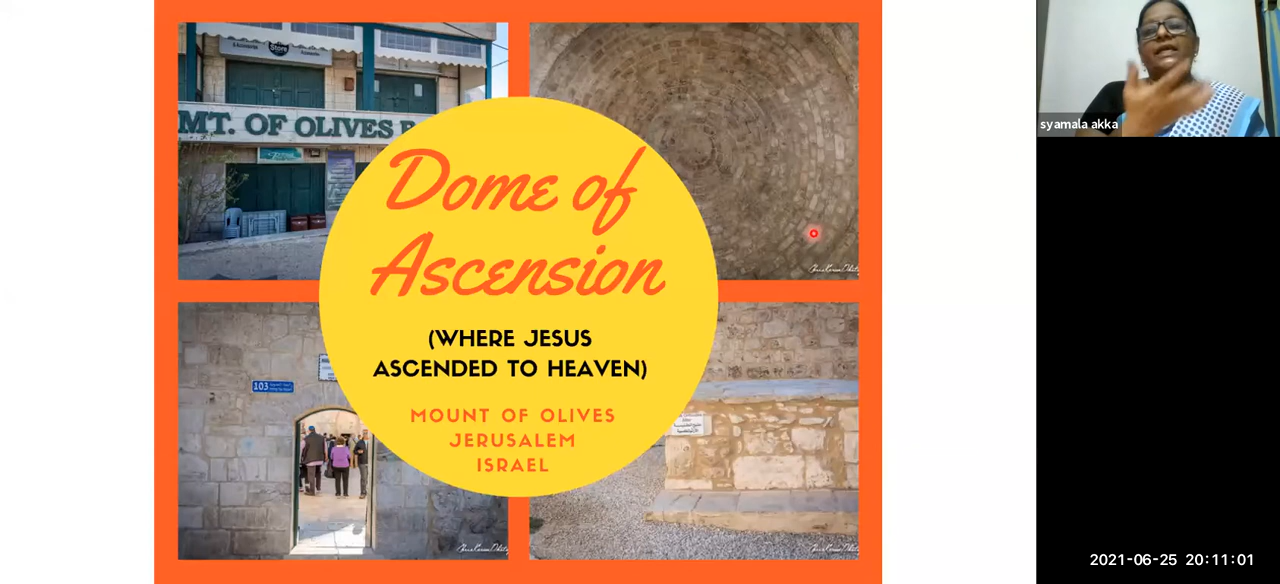 Store
Accessories
MT. OF OLIVES
Dome of
Ascension
(WHERE JESUS
ASCENDED TO HEAVEN)
MOUNT OF OLIVES
JERUSALEM
ISRAEL
103
syamala akka
2021-06-25 20:11:01